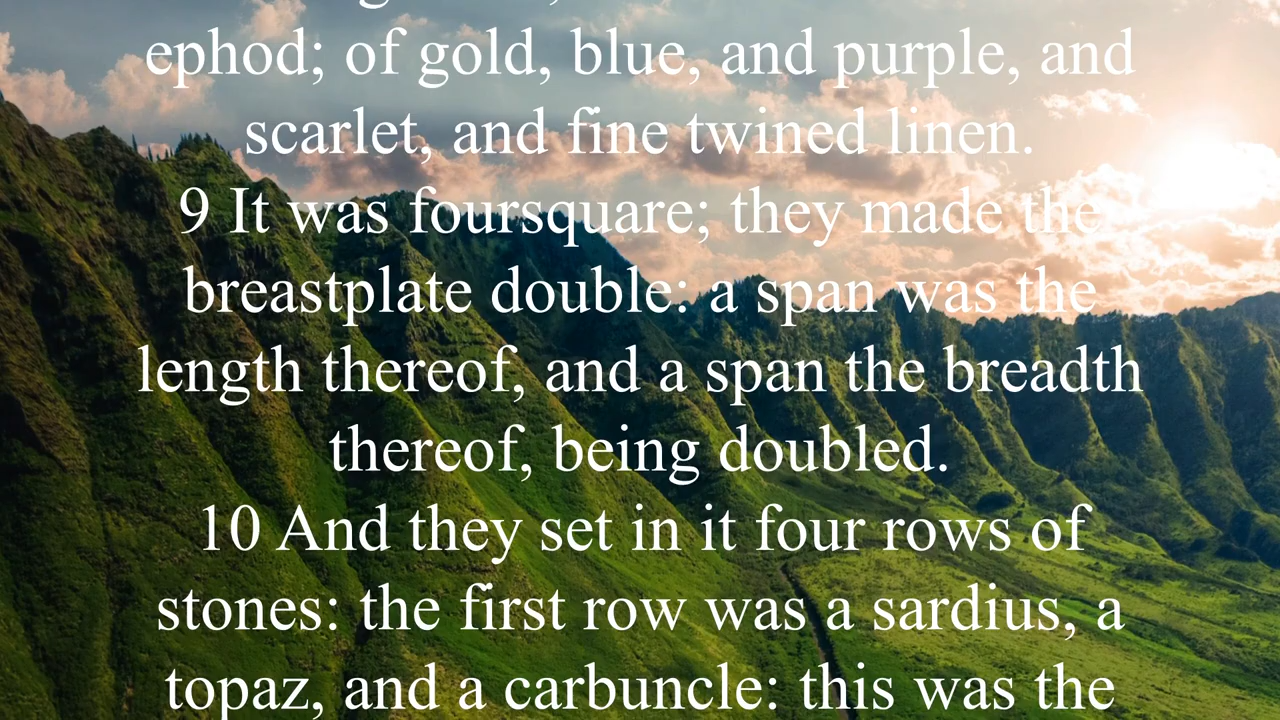 ephod; of gold, blue, and purple, and
scarlet, and fine twined linen.
9 It was foursquare; they made the
breastplate double: a span was the
length thereof, and a span the breadth
thereof, being doubled.
10 And they set in it four rows of
stones: the first row was a sardius, a
topaz, and a carbuncle: this was the